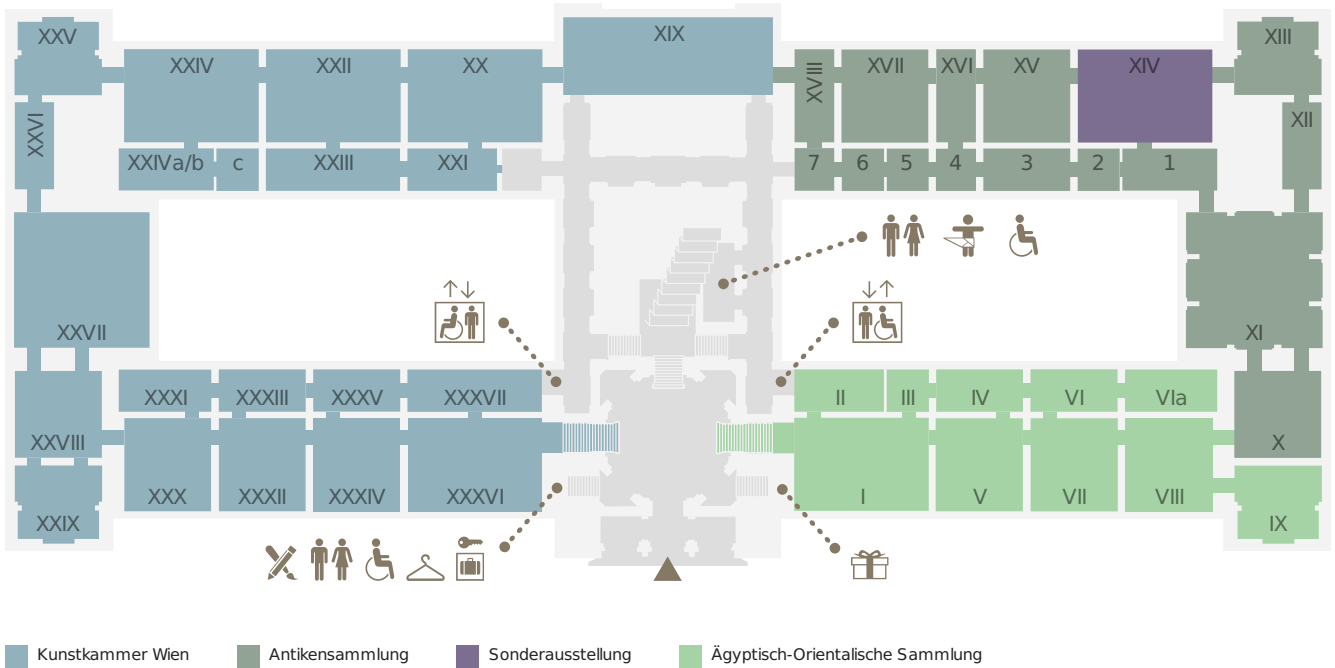 XXV
XXIV
XXII
XX
XIX
XVIII
XVII
XVI
XV
XIV
XIII
XXVI
XII
XXIVa/b
c
XXIII
XXI
7
6
5
4
3
2
1
XXVII
XI
XXXI
XXXIII
XXXV
XXXVII
II
III
IV
VI
VIa
XXVIII
X
XXX
XXXII
XXXIV
XXXVI
I
V
VII
VIII
XXIX
IX
Kunstkammer Wien
Antikensammlung
Sonderausstellung
Ägyptisch-Orientalische Sammlung